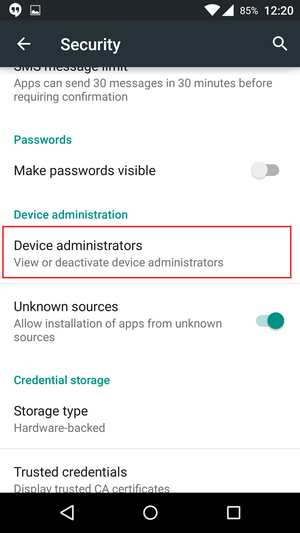 85% 12:20
Security
SMS message limit
Apps can send 30 messages in 30 minutes before
requiring confirmation
Passwords
Make passwords visible
Device administration
Device administrators
View or deactivate device administrators
Unknown sources
Allow installation of apps from unknown
sources
Credential storage
Storage type
Hardware-backed
Trusted credentials
Display trusted CA certificates